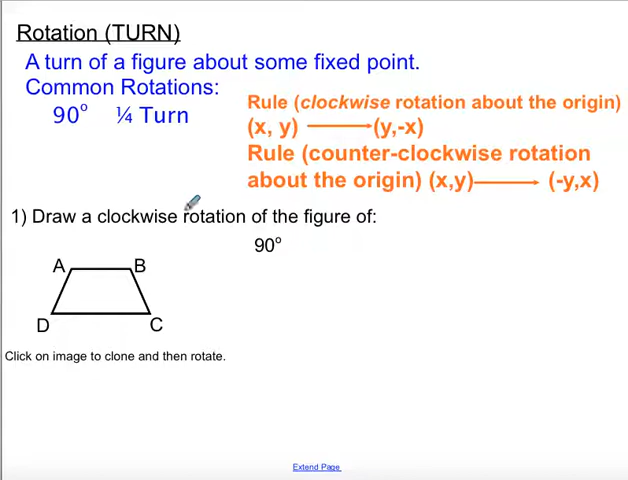 Rotation (TURN)
A turn of a figure about some fixed point.
Common Rotations:
90° ¼ Turn
Rule (clockwise rotation about the origin)
(x, y) (y,-x)
Rule (counter-clockwise rotation
about the origin) (x,y) (-y,x)
1) Draw a clockwise rotation of the figure of:
90°
A B
D C
Click on image to clone and then rotate.
Extend Page